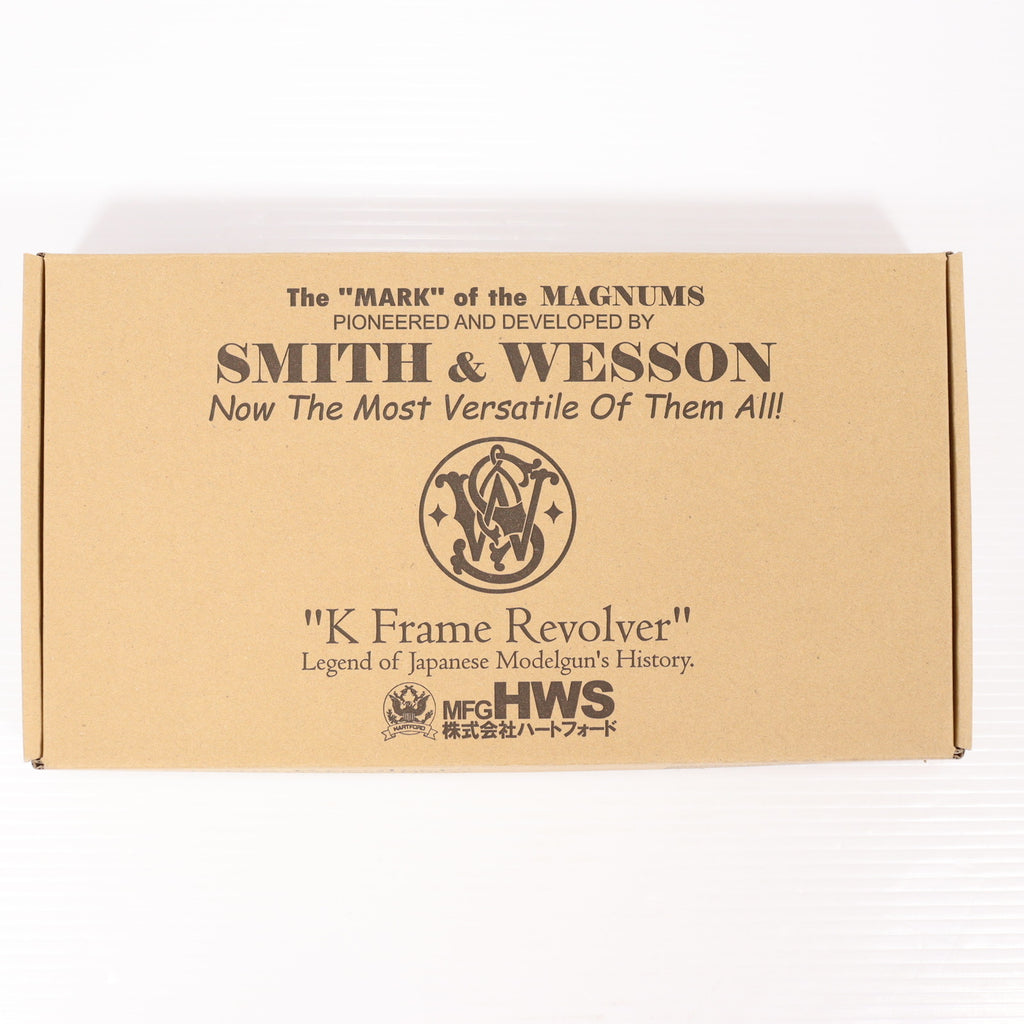 The "MARK" of the MAGNUMS
PIONEERED AND DEVELOPED BY
SMITH & WESSON
Now The Most Versatile Of Them All!
SW
"K Frame Revolver"
Legend of Japanese Modelgun's History.
HARTFORD
MFG HWS
株式会社ハートフォード